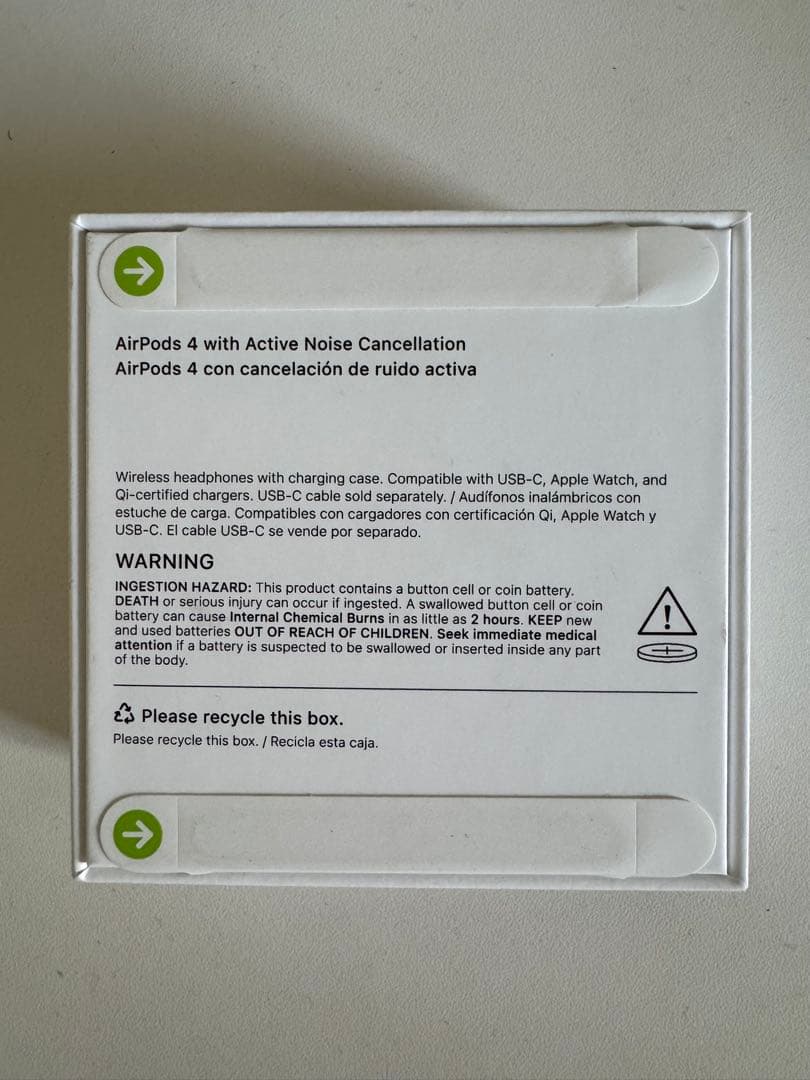 AirPods 4 with Active Noise Cancellation
AirPods 4 con cancelación de ruido activa
Wireless headphones with charging case. Compatible with USB-C, Apple Watch, and
Qi-certified chargers. USB-C cable sold separately. / Audífonos inalámbricos con
estuche de carga. Compatibles con cargadores con certificación Qi, Apple Watch y
USB-C. El cable USB-C se vende por separado.
WARNING
INGESTION HAZARD: This product contains a button cell or coin battery.
DEATH or serious injury can occur if ingested. A swallowed button cell or coin
battery can cause Internal Chemical Burns in as little as 2 hours. KEEP new
and used batteries OUT OF REACH OF CHILDREN. Seek immediate medical
attention if a battery is suspected to be swallowed or inserted inside any part
of the body.
Please recycle this box.
Please recycle this box. / Recicla esta caja.